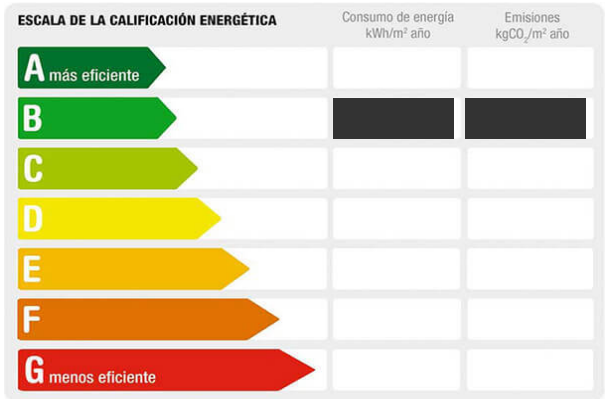 ESCALA DE LA CALIFICACIÓN ENERGÉTICA
Consumo de energía
kWh/m² año
Emisiones
kgCO₂/m² año
A más eficiente
B
C
D
E
F
G menos eficiente